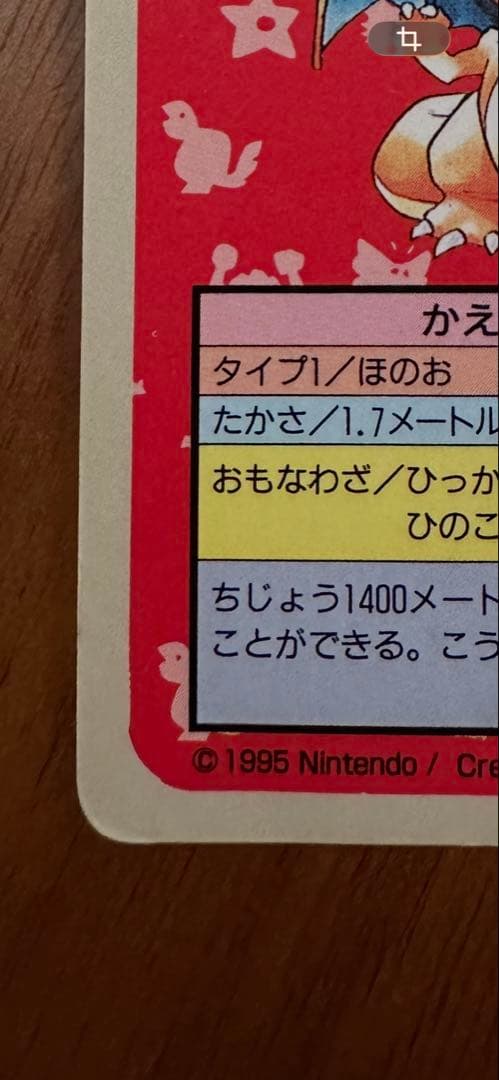 かえ
タイプ1／ほのお
たかさ／1.7メートル
おもなわざ／ひっか
ひのこ
ちじょう1400メート
ことができる。こう
© 1995 Nintendo / Cre